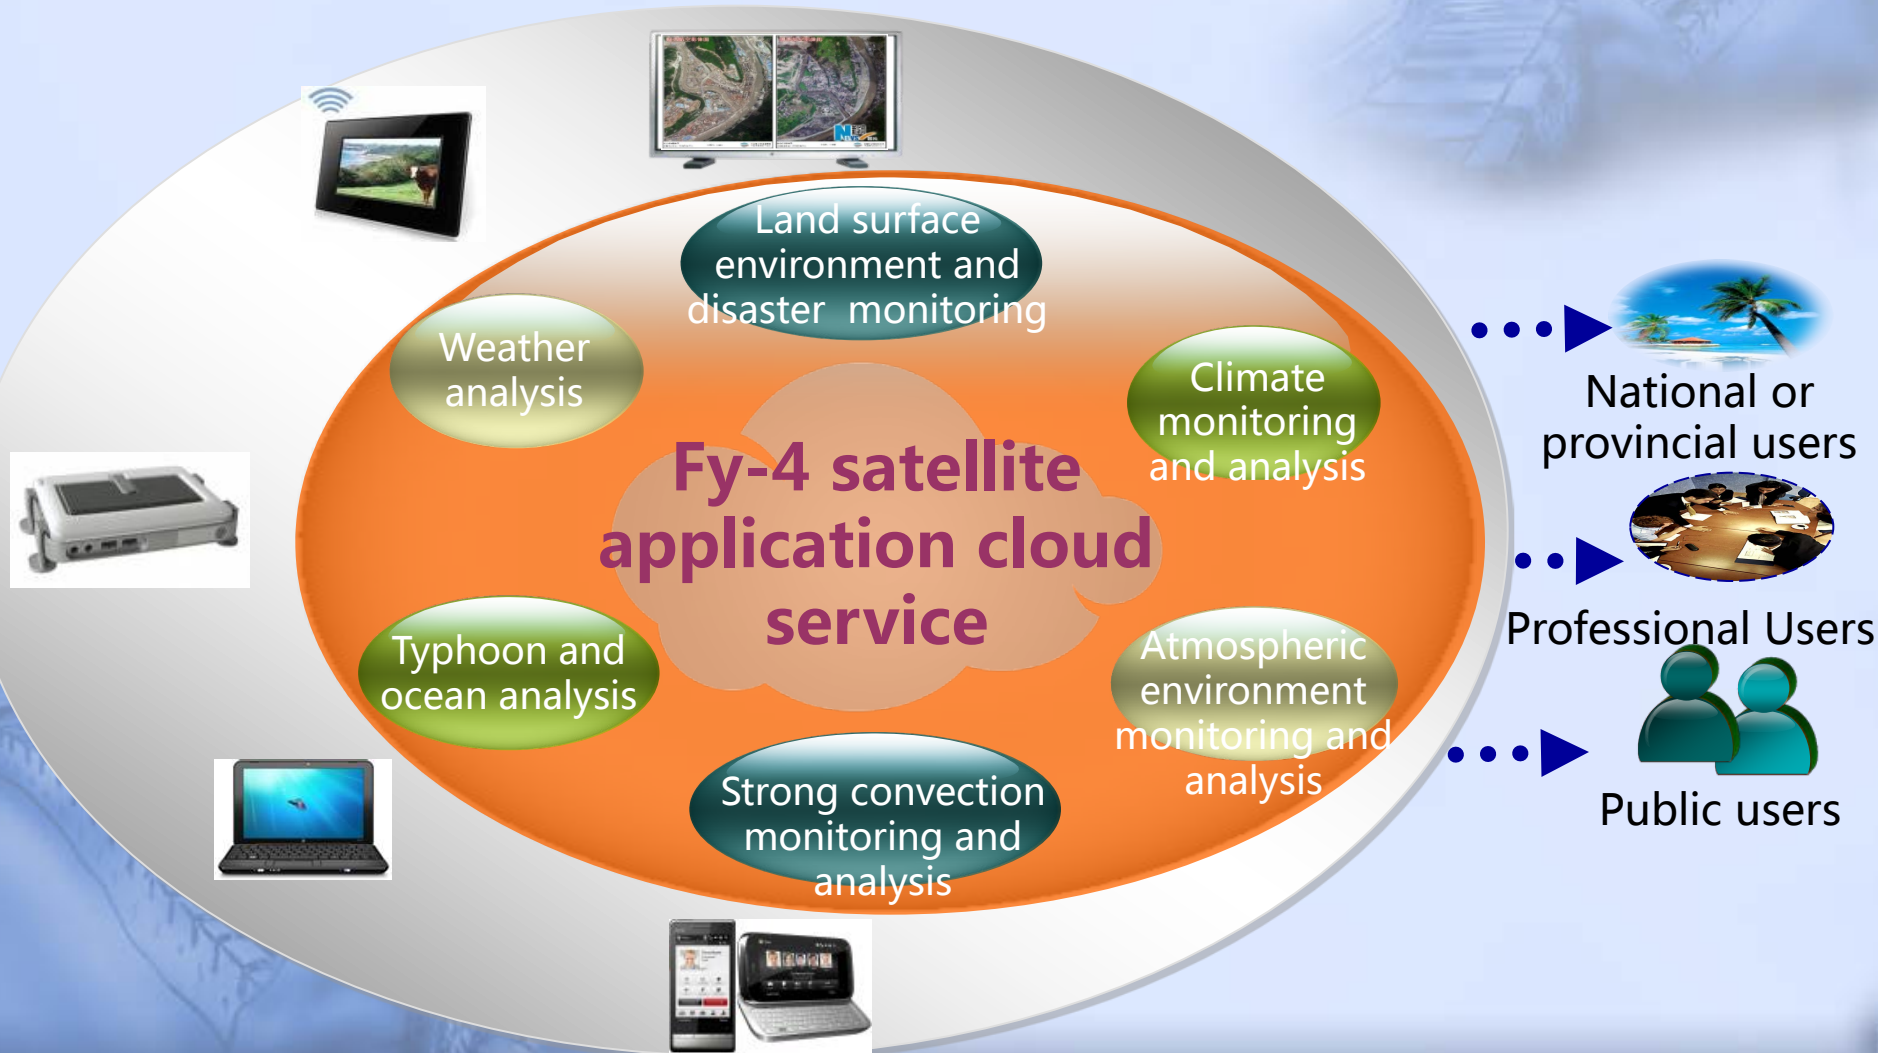 Land surface
environment and
disaster monitoring
Weather
analysis
Climate
monitoring
and analysis
Fy-4 satellite
application cloud
service
Typhoon and
ocean analysis
Atmospheric
environment
monitoring and
analysis
Strong convection
monitoring and
analysis
National or
provincial users
Professional Users
Public users